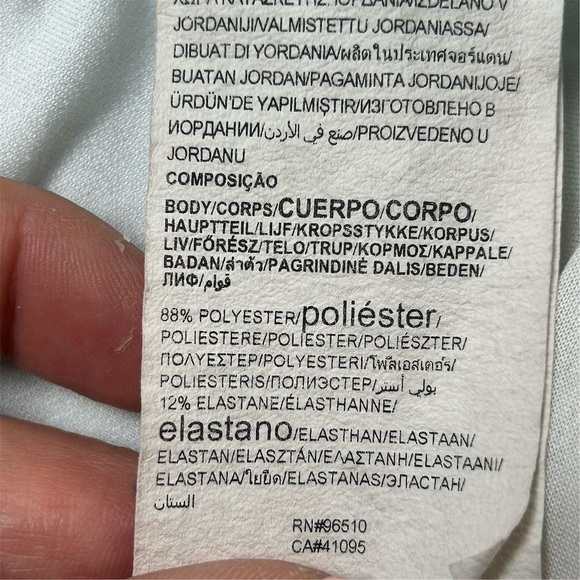 JORDANIJI/VALMISTETTU JORDANIASSA/
DIBUAT DI YORDANIA/ผลิตในประเทศจอร์แดน/
BUATAN JORDAN/PAGAMINTA JORDANIJOJE/
ÜRDÜN'DE YAPILMIŞTIR/ИЗГОТОВЛЕНО В
ИОРДАНИИ/صنع في الأردن/PROIZVEDENO U
JORDANU
COMPOSIÇÃO
BODY/CORPS/CUERPO/CORPO/
HAUPTTEIL/LIJF/KROPSSTYKKE/KORPUS/
LIV/FŐRÉSZ/TELO/TRUP/ΚΟΡΜΟΣ/KAPPALE/
BADAN/ลำตัว/PAGRINDINĖ DALIS/BEDEN/
ЛИФ/قوام
88% POLYESTER/poliéster/
POLIESTERE/POLIESTER/POLIÉSZTER/
ΠΟΛΥΕΣΤΕΡ/POLYESTERI/โพลีเอสเตอร์/
POLIESTERIS/ПОЛИЭСТЕР/بولي أستر/
12% ELASTANE/ÉLASTHANNE/
elastano/ELASTHAN/ELASTAAN/
ELASTAN/ELASZTÁN/ΕΛΑΣΤΑΝΗ/ELASTAANI/
ELASTANA/ใยยืด/ELASTANAS/ЭЛАСТАН/
الستان
RN#96510
CA#41095